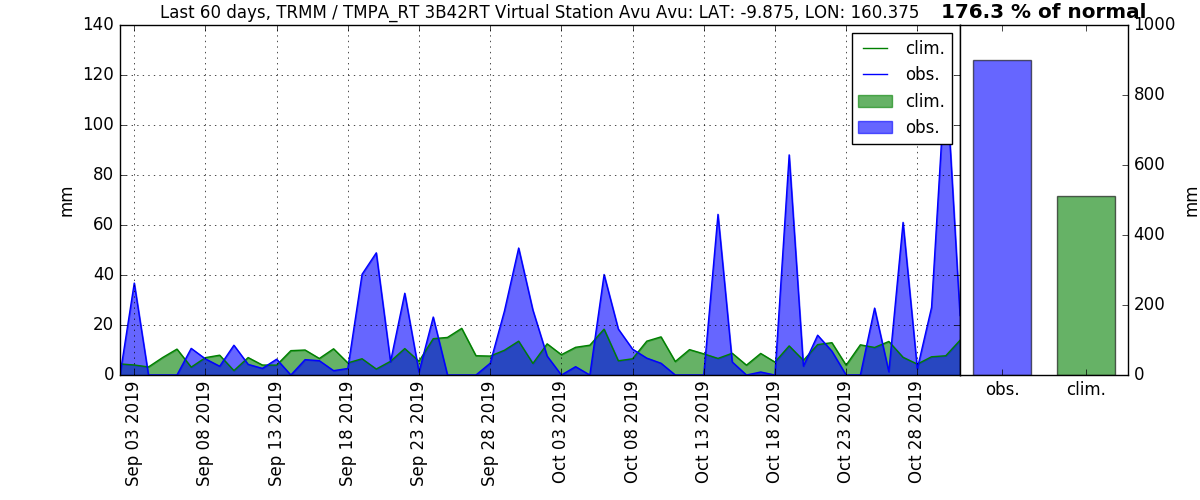 Last 60 days, TRMM / TMPA_RT 3B42RT Virtual Station Avu Avu: LAT: -9.875, LON: 160.375
176.3 % of normal
140
120
100
80
60
40
20
0
mm
clim.
obs.
clim.
obs.
1000
800
600
400
200
0
mm
Sep 03 2019
Sep 08 2019
Sep 13 2019
Sep 18 2019
Sep 23 2019
Sep 28 2019
Oct 03 2019
Oct 08 2019
Oct 13 2019
Oct 18 2019
Oct 23 2019
Oct 28 2019
obs.
clim.